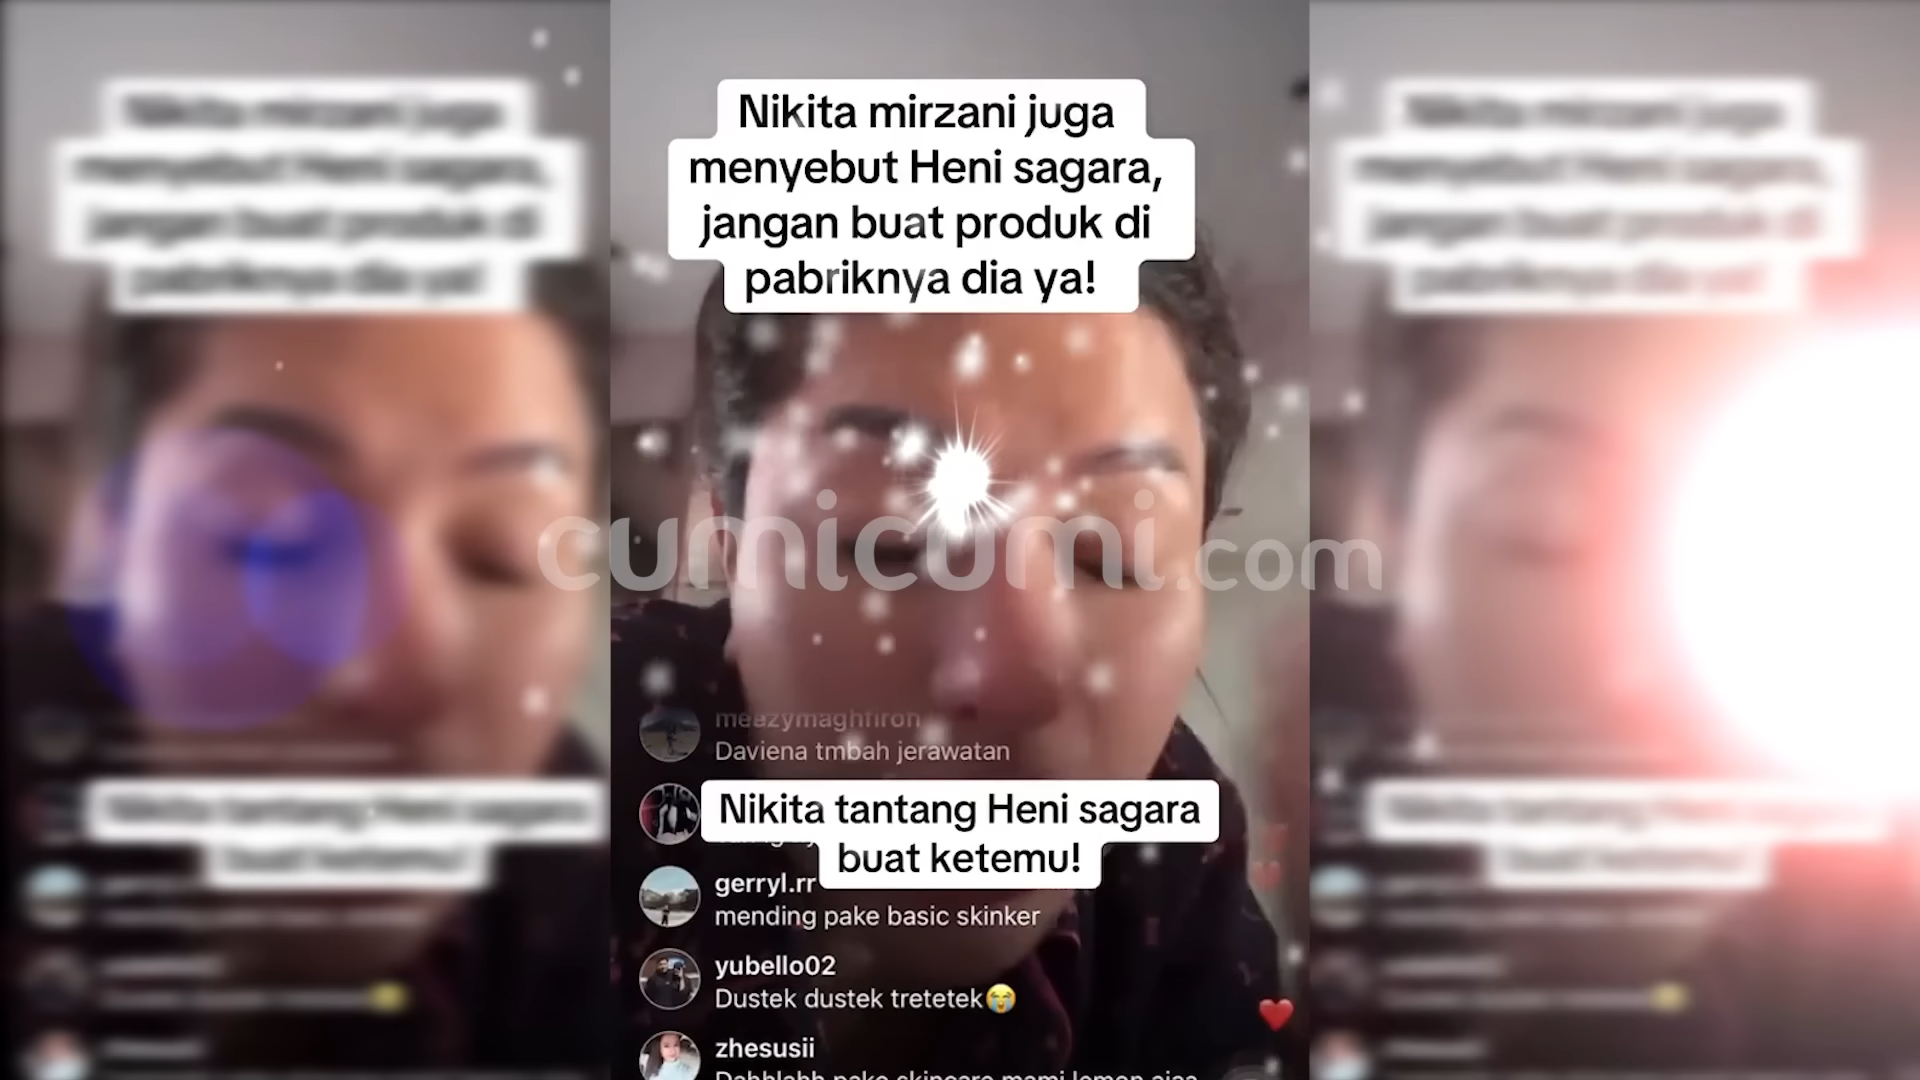 Nikita mirzani juga
menyebut Heni sagara,
jangan buat produk di
pabriknya dia ya!
cumicumi.com
meazymaghfiron
Daviena tmbah jerawatan
Nikita tantang Heni sagara
buat ketemu!
gerryl.rr
mending pake basic skinker
yubello02
Dustek dustek tretetek😭
zhesusii